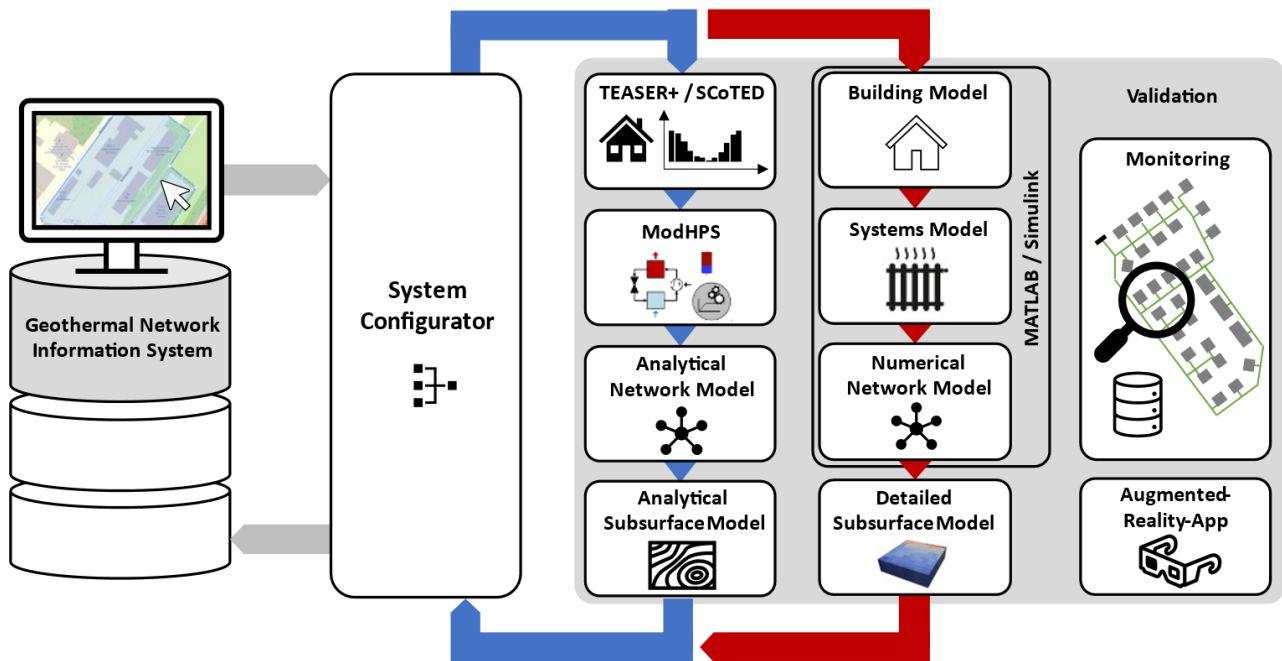 Geothermal Network
Information System
System
Configurator
TEASER+ / SCoTED
ModHPS
Analytical
Network Model
Analytical
Subsurface Model
Building Model
Systems Model
Numerical
Network Model
MATLAB / Simulink
Detailed
Subsurface Model
Validation
Monitoring
Augmented-
Reality-App